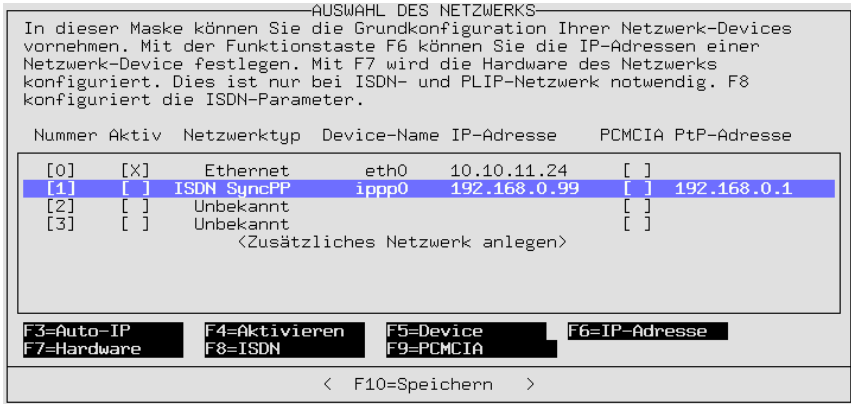 AUSWAHL DES NETZWERKS
In dieser Maske können Sie die Grundkonfiguration Ihrer Netzwerk-Devices
vornehmen. Mit der Funktionstaste F6 können Sie die IP-Adressen einer
Netzwerk-Device festlegen. Mit F7 wird die Hardware des Netzwerks
konfiguriert. Dies ist nur bei ISDN- und PLIP-Netzwerk notwendig. F8
konfiguriert die ISDN-Parameter.
Nummer Aktiv Netzwerktyp Device-Name IP-Adresse PCMCIA PtP-Adresse
[0] [X] Ethernet eth0 10.10.11.24 [ ]
[1] [ ] ISDN SyncPP ippp0 192.168.0.99 [ ] 192.168.0.1
[2] [ ] Unbekannt [ ]
[3] [ ] Unbekannt [ ]
<Zusätzliches Netzwerk anlegen>
F3=Auto-IP F4=Aktivieren F5=Device F6=IP-Adresse
F7=Hardware F8=ISDN F9=PCMCIA
< F10=Speichern >